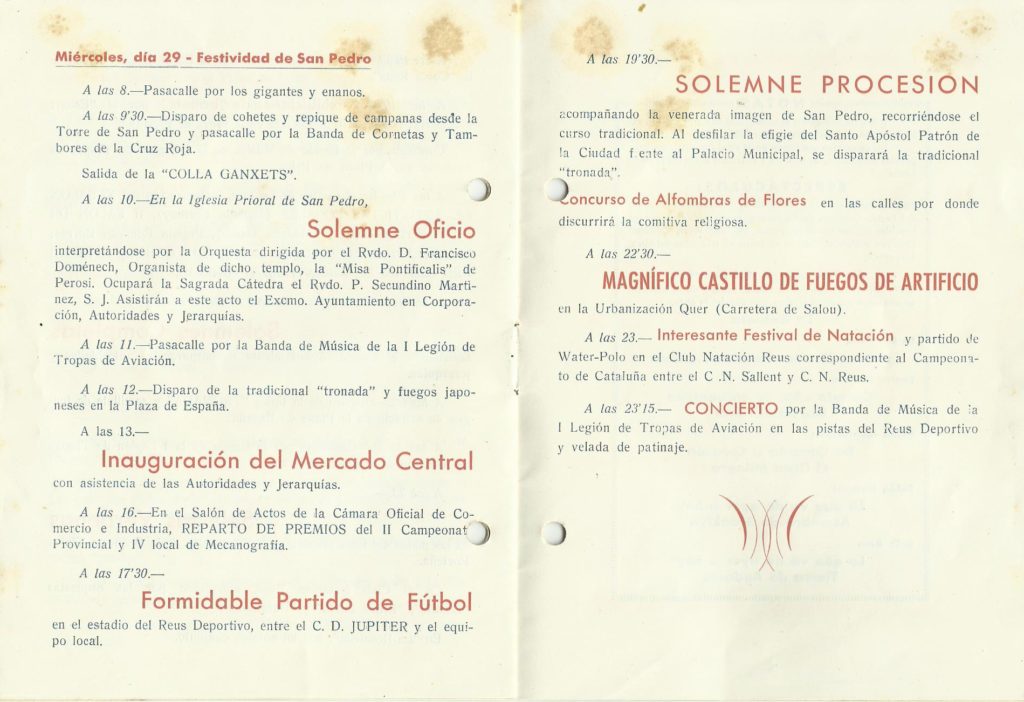 Miércoles, día 29 - Festividad de San Pedro
A las 8.—Pasacalle por los gigantes y enanos.
A las 9'30.—Disparo de cohetes y repique de campanas desde la
Torre de San Pedro y pasacalle por la Banda de Cornetas y Tam-
bores de la Cruz Roja.
Salida de la "COLLA GANXETS".
A las 10.—En la Iglesia Prioral de San Pedro,
Solemne Oficio
interpretándose por la Orquesta dirigida por el Rvdo. D. Francisco
Doménech, Organista de dicho templo, la "Misa Pontificalis" de
Perosi. Ocupará la Sagrada Cátedra el Rvdo. P. Secundino Martí-
nez, S. J. Asistirán a este acto el Excmo. Ayuntamiento en Corpora-
ción, Autoridades y Jerarquías.
A las 11.—Pasacalle por la Banda de Música de la I Legión de
Tropas de Aviación.
A las 12.—Disparo de la tradicional "tronada" y fuegos japo-
neses en la Plaza de España.
A las 13.—
Inauguración del Mercado Central
con asistencia de las Autoridades y Jerarquías.
A las 16.—En el Salón de Actos de la Cámara Oficial de Co-
mercio e Industria, REPARTO DE PREMIOS del II Campeonat
Provincial y IV local de Mecanografía.
A las 17'30.—
Formidable Partido de Fútbol
en el estadio del Reus Deportivo, entre el C. D. JUPITER y el equi-
po local.
A las 19'30.—
SOLEMNE PROCESION
acompañando la venerada imagen de San Pedro, recorriéndose el
curso tradicional. Al desfilar la efigie del Santo Apóstol Patrón de
la Ciudad frente al Palacio Municipal, se disparará la tradicional
"tronada".
Concurso de Alfombras de Flores en las calles por donde
discurrirá la comitiva religiosa.
A las 22'30.—
MAGNÍFICO CASTILLO DE FUEGOS DE ARTIFICIO
en la Urbanización Quer (Carretera de Salou).
A las 23.— Interesante Festival de Natación y partido de
Water-Polo en el Club Natación Reus correspondiente al Campeona-
to de Cataluña entre el C .N. Sallent y C. N. Reus.
A las 23'15.— CONCIERTO por la Banda de Música de la
I Legión de Tropas de Aviación en las pistas del Reus Deportivo
y velada de patinaje.